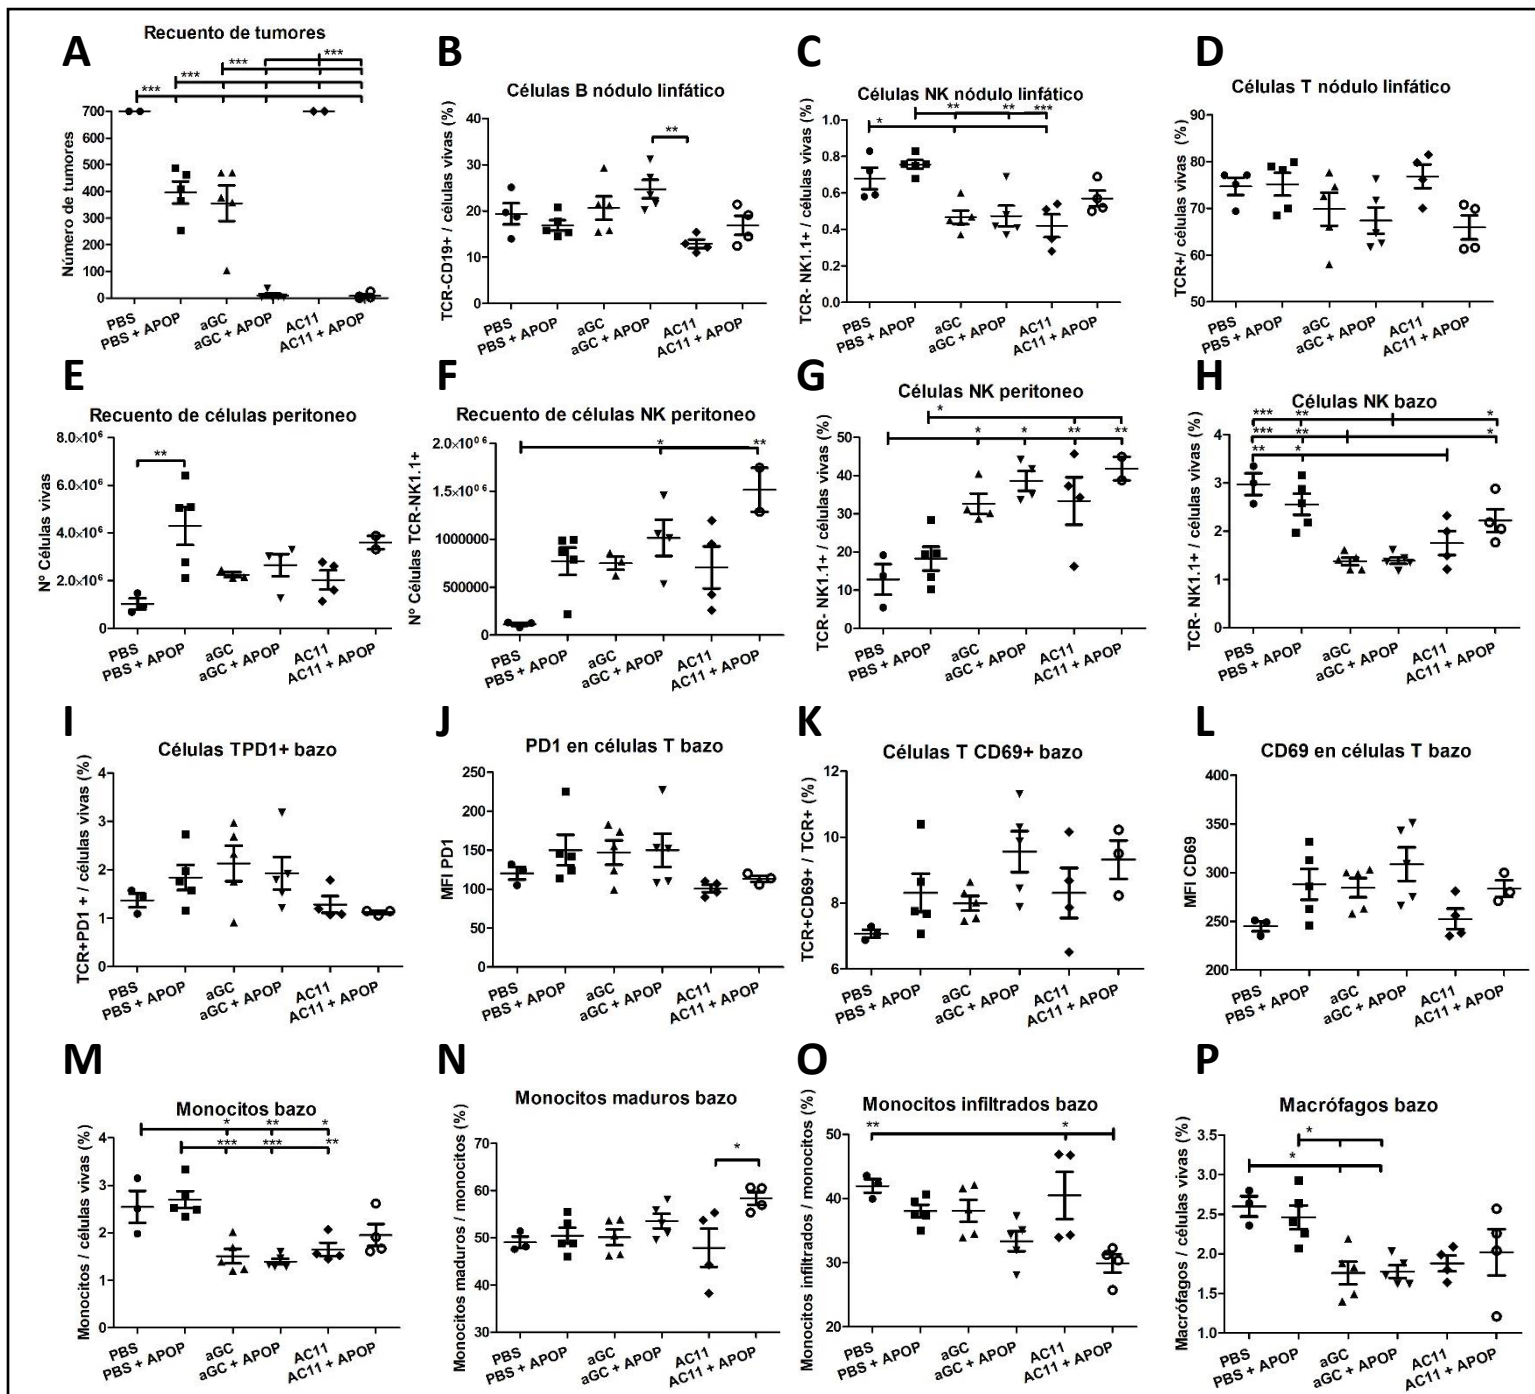 A
Recuento de tumores
***
***
***
***
Número de tumores
700
600
500
400
300
200
100
0
PBS
PBS + APOP
aGC
aGC + APOP
AC11
AC11 + APOP
B
Células B nódulo linfático
**
TCR-CD19+ / células vivas (%)
40
30
20
10
0
PBS
PBS + APOP
aGC
aGC + APOP
AC11
AC11 + APOP
C
Células NK nódulo linfático
** ** ***
*
TCR- NK1.1+ / células vivas (%)
1.0
0.8
0.6
0.4
0.2
0.0
PBS
PBS + APOP
aGC
aGC + APOP
AC11
AC11 + APOP
D
Células T nódulo linfático
TCR+/ células vivas (%)
90
80
70
60
50
PBS
PBS + APOP
aGC
aGC + APOP
AC11
AC11 + APOP
E
Recuento de células peritoneo
**
Nº Células vivas
8.0×10⁶
6.0×10⁶
4.0×10⁶
2.0×10⁶
0
PBS
PBS + APOP
aGC
aGC + APOP
AC11
AC11 + APOP
F
Recuento de células NK peritoneo
* **
Nº Células TCR-NK1.1+
2.0×10⁰⁶
1.5×10⁰⁶
1000000
500000
0
PBS
PBS + APOP
aGC
aGC + APOP
AC11
AC11 + APOP
G
Células NK peritoneo
*
* * ** **
TCR- NK1.1+ / células vivas (%)
50
40
30
20
10
0
PBS
PBS + APOP
aGC
aGC + APOP
AC11
AC11 + APOP
H
Células NK bazo
*** ** *
*** ** *
** *
TCR- NK1.1+ / células vivas (%)
4
3
2
1
0
PBS
PBS + APOP
aGC
aGC + APOP
AC11
AC11 + APOP
I
Células TPD1+ bazo
TCR+PD1+ / células vivas (%)
4
3
2
1
0
PBS
PBS + APOP
aGC
aGC + APOP
AC11
AC11 + APOP
J
PD1 en células T bazo
MFI PD1
250
200
150
100
50
0
PBS
PBS + APOP
aGC
aGC + APOP
AC11
AC11 + APOP
K
Células T CD69+ bazo
TCR+CD69+ / TCR+ (%)
12
10
8
6
PBS
PBS + APOP
aGC
aGC + APOP
AC11
AC11 + APOP
L
CD69 en células T bazo
MFI CD69
400
350
300
250
200
PBS
PBS + APOP
aGC
aGC + APOP
AC11
AC11 + APOP
M
Monocitos bazo
* ** *
*** *** **
Monocitos / células vivas (%)
4
3
2
1
0
PBS
PBS + APOP
aGC
aGC + APOP
AC11
AC11 + APOP
N
Monocitos maduros bazo
*
Monocitos maduros / monocitos (%)
70
60
50
40
30
PBS
PBS + APOP
aGC
aGC + APOP
AC11
AC11 + APOP
O
Monocitos infiltrados bazo
** *
Monocitos infiltrados / monocitos (%)
50
40
30
20
PBS
PBS + APOP
aGC
aGC + APOP
AC11
AC11 + APOP
P
Macrófagos bazo
*
*
Macrófagos / células vivas (%)
3.5
3.0
2.5
2.0
1.5
1.0
PBS
PBS + APOP
aGC
aGC + APOP
AC11
AC11 + APOP